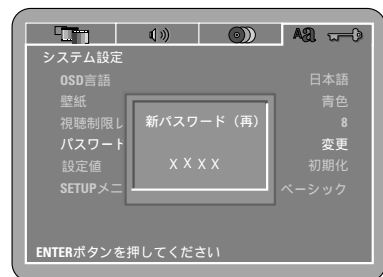 Aあ
システム設定
OSD言語 日本語
壁紙 青色
視聴制限レ 8
パスワード 変更
設定値 初期化
SETUPメニ ベーシック
新パスワード（再）
X X X X
ENTERボタンを押してください